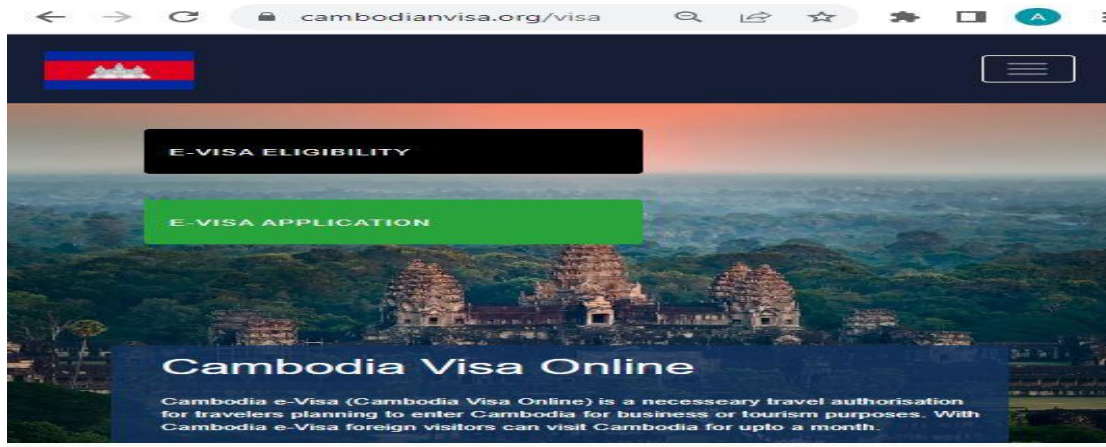 cambodianvisa.org/visa
A
E-VISA ELIGIBILITY
E-VISA APPLICATION
Cambodia Visa Online
Cambodia e-Visa (Cambodia Visa Online) is a necesseary travel authorisation
for travelers planning to enter Cambodia for business or tourism purposes. With
Cambodia e-Visa foreign visitors can visit Cambodia for upto a month.